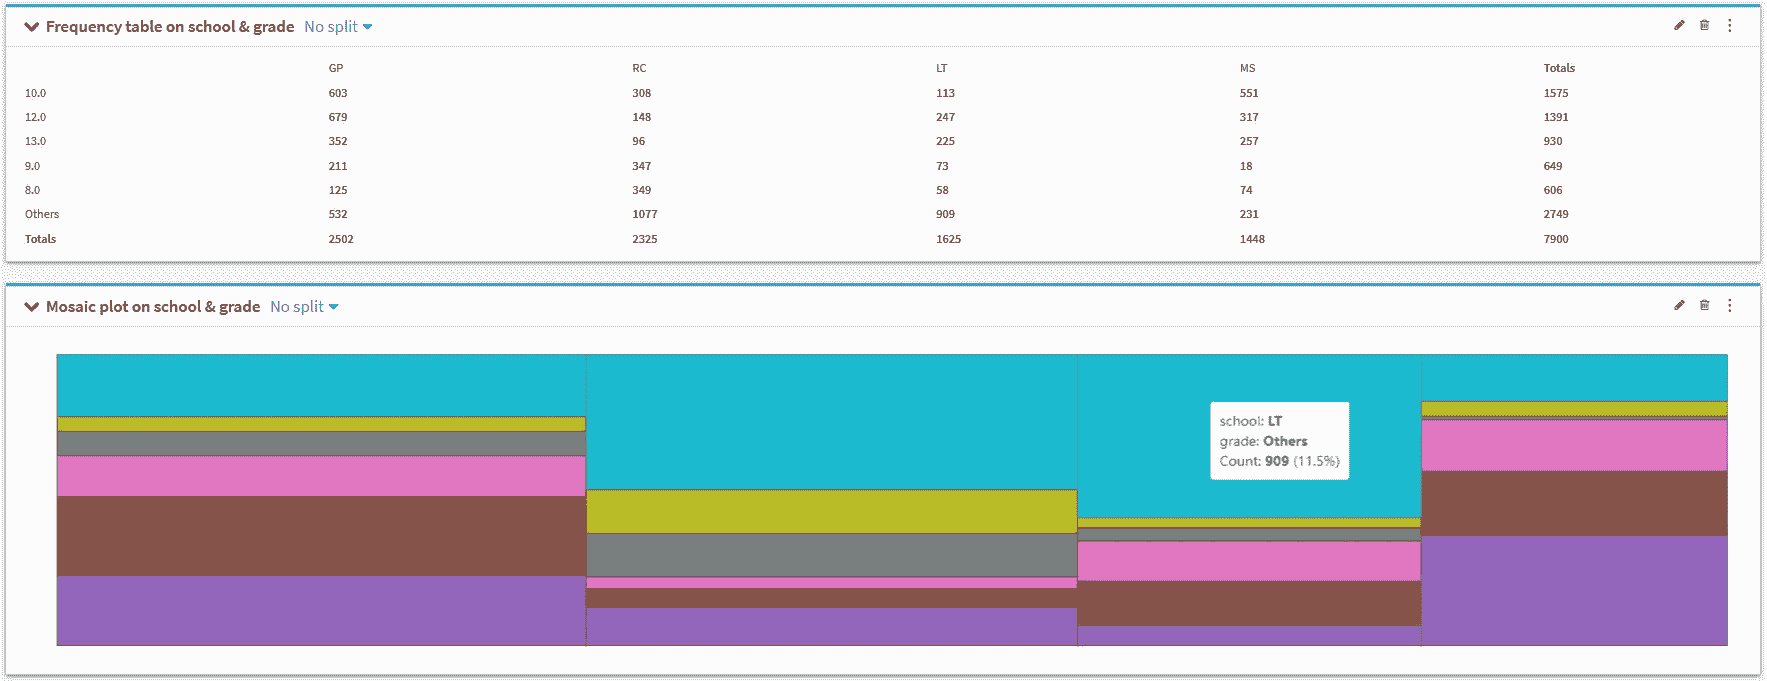 Frequency table on school & grade No split
GP RC LT MS Totals
10.0 603 308 113 551 1575
12.0 679 148 247 317 1391
13.0 352 96 225 257 930
9.0 211 347 73 18 649
8.0 125 349 58 74 606
Others 532 1077 909 231 2749
Totals 2502 2325 1625 1448 7900
Mosaic plot on school & grade No split
school: LT
grade: Others
Count: 909 (11.5%)